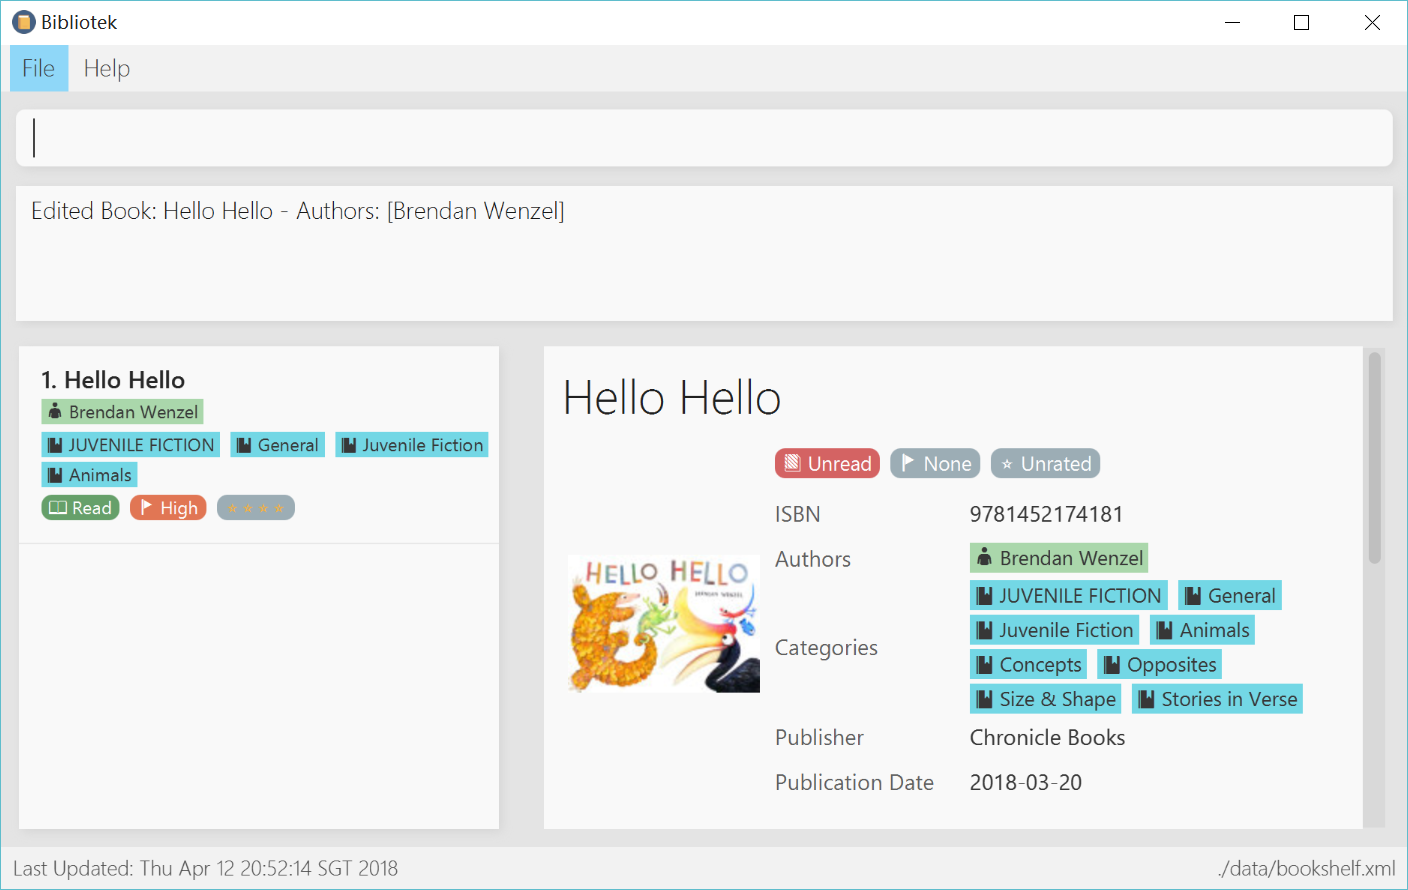 Bibliotek
File Help
Edited Book: Hello Hello - Authors: [Brendan Wenzel]
1. Hello Hello
Brendan Wenzel
JUVENILE FICTION General Juvenile Fiction
Animals
Read High
Hello Hello
Unread None Unrated
ISBN 9781452174181
Authors Brendan Wenzel
HELLO HELLO
BRENDAN WENZEL
Categories
JUVENILE FICTION General
Juvenile Fiction Animals
Concepts Opposites
Size & Shape Stories in Verse
Publisher Chronicle Books
Publication Date 2018-03-20
Last Updated: Thu Apr 12 20:52:14 SGT 2018
./data/bookshelf.xml